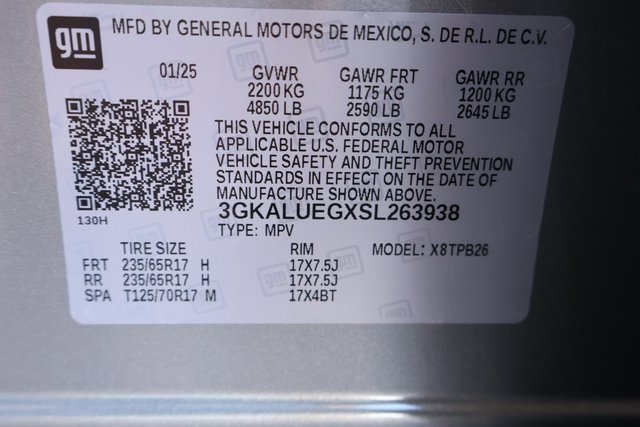 gm
MFD BY GENERAL MOTORS DE MEXICO, S. DE R.L. DE C.V.
01/25 GVWR GAWR FRT GAWR RR
2200 KG 1175 KG 1200 KG
4850 LB 2590 LB 2645 LB
THIS VEHICLE CONFORMS TO ALL
APPLICABLE U.S. FEDERAL MOTOR
VEHICLE SAFETY AND THEFT PREVENTION
STANDARDS IN EFFECT ON THE DATE OF
MANUFACTURE SHOWN ABOVE.
130H
3GKALUEGXSL263938
TYPE: MPV
TIRE SIZE RIM MODEL: X8TPB26
FRT 235/65R17 H 17X7.5J
RR 235/65R17 H 17X7.5J
SPA T125/70R17 M 17X4BT